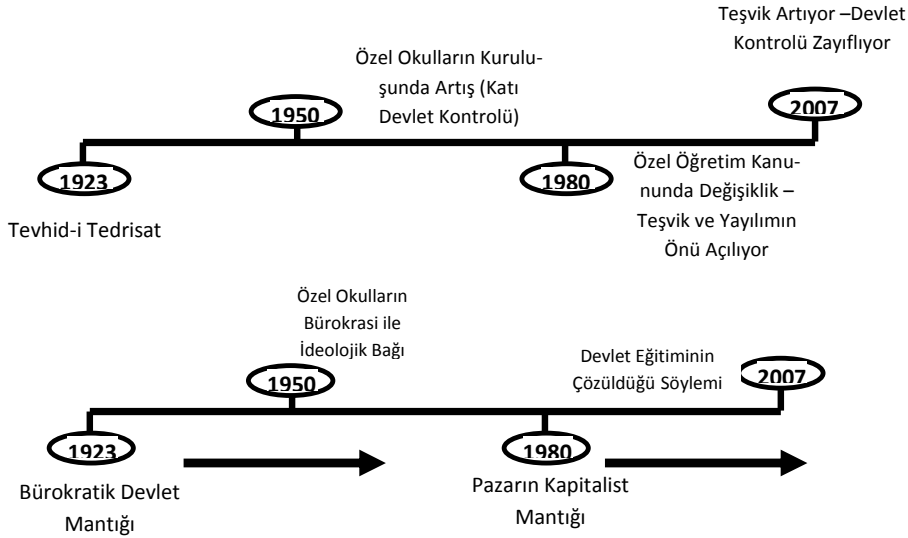 Teşvik Artıyor –Devlet
Kontrolü Zayıflıyor
Özel Okulların Kurulu-
şunda Artış (Katı
Devlet Kontrolü)
1950
2007
1923
1980
Tevhid-i Tedrisat
Özel Öğretim Kanu-
nunda Değişiklik –
Teşvik ve Yayılımın
Önü Açılıyor
Özel Okulların
Bürokrasi ile
İdeolojik Bağı
Devlet Eğitiminin
Çözüldüğü Söylemi
1950
2007
1923
1980
Bürokratik Devlet
Mantığı
Pazarın Kapitalist
Mantığı